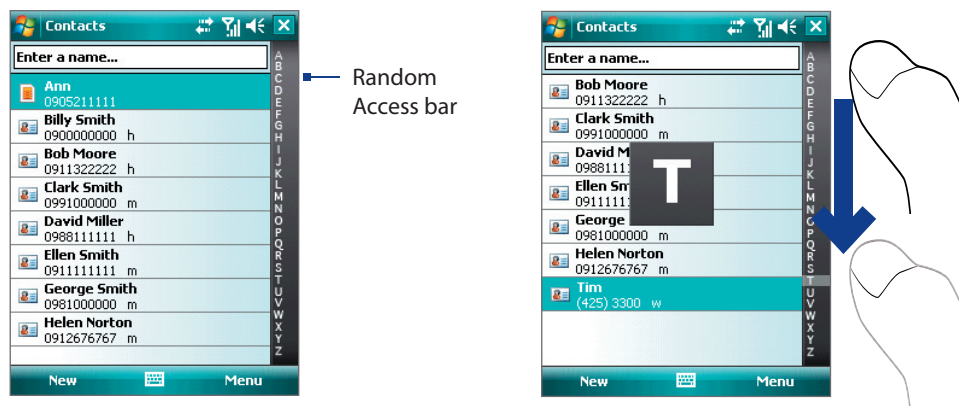 Contacts
Enter a name...
Ann
0905211111
Billy Smith
0900000000 h
Bob Moore
0911322222 h
Clark Smith
0991000000 m
David Miller
0988111111 h
Ellen Smith
0911111111 m
George Smith
0981000000 m
Helen Norton
0912676767 m
A
B
C
D
E
F
G
H
I
J
K
L
M
N
O
P
Q
R
S
T
U
V
W
X
Y
Z
New Menu
Random
Access bar
Contacts
Enter a name...
Bob Moore
0911322222 h
Clark Smith
0991000000 m
David M
0988111
Ellen Sm
0911111
George
0981000000 m
Helen Norton
0912676767 m
Tim
(425) 3300 w
T
A
B
C
D
E
F
G
H
I
J
K
L
M
N
O
P
Q
R
S
T
U
V
W
X
Y
Z
New Menu